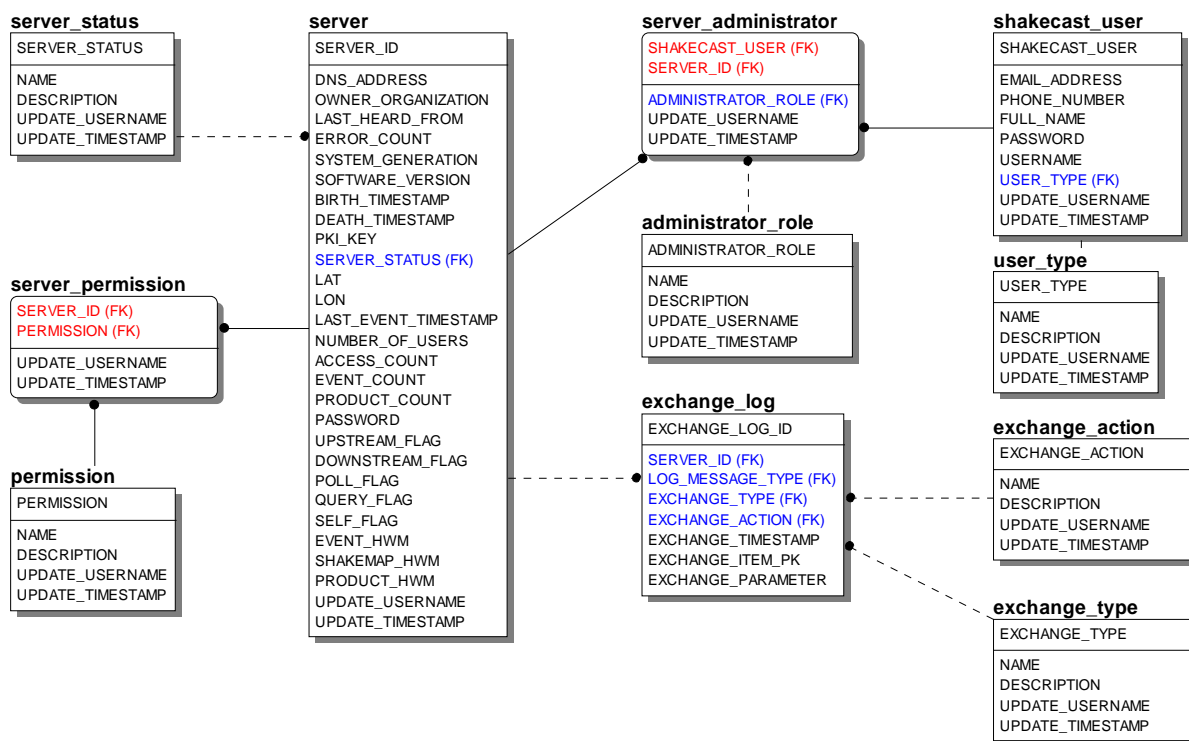 server_status
SERVER_STATUS
NAME
DESCRIPTION
UPDATE_USERNAME
UPDATE_TIMESTAMP
server
SERVER_ID
DNS_ADDRESS
OWNER_ORGANIZATION
LAST_HEARD_FROM
ERROR_COUNT
SYSTEM_GENERATION
SOFTWARE_VERSION
BIRTH_TIMESTAMP
DEATH_TIMESTAMP
PKI_KEY
SERVER_STATUS (FK)
LAT
LON
LAST_EVENT_TIMESTAMP
NUMBER_OF_USERS
ACCESS_COUNT
EVENT_COUNT
PRODUCT_COUNT
PASSWORD
UPSTREAM_FLAG
DOWNSTREAM_FLAG
POLL_FLAG
QUERY_FLAG
SELF_FLAG
EVENT_HWM
SHAKEMAP_HWM
PRODUCT_HWM
UPDATE_USERNAME
UPDATE_TIMESTAMP
server_administrator
SHAKECAST_USER (FK)
SERVER_ID (FK)
ADMINISTRATOR_ROLE (FK)
UPDATE_USERNAME
UPDATE_TIMESTAMP
shakecast_user
SHAKECAST_USER
EMAIL_ADDRESS
PHONE_NUMBER
FULL_NAME
PASSWORD
USERNAME
USER_TYPE (FK)
UPDATE_USERNAME
UPDATE_TIMESTAMP
administrator_role
ADMINISTRATOR_ROLE
NAME
DESCRIPTION
UPDATE_USERNAME
UPDATE_TIMESTAMP
user_type
USER_TYPE
NAME
DESCRIPTION
UPDATE_USERNAME
UPDATE_TIMESTAMP
server_permission
SERVER_ID (FK)
PERMISSION (FK)
UPDATE_USERNAME
UPDATE_TIMESTAMP
permission
PERMISSION
NAME
DESCRIPTION
UPDATE_USERNAME
UPDATE_TIMESTAMP
exchange_log
EXCHANGE_LOG_ID
SERVER_ID (FK)
LOG_MESSAGE_TYPE (FK)
EXCHANGE_TYPE (FK)
EXCHANGE_ACTION (FK)
EXCHANGE_TIMESTAMP
EXCHANGE_ITEM_PK
EXCHANGE_PARAMETER
exchange_action
EXCHANGE_ACTION
NAME
DESCRIPTION
UPDATE_USERNAME
UPDATE_TIMESTAMP
exchange_type
EXCHANGE_TYPE
NAME
DESCRIPTION
UPDATE_USERNAME
UPDATE_TIMESTAMP